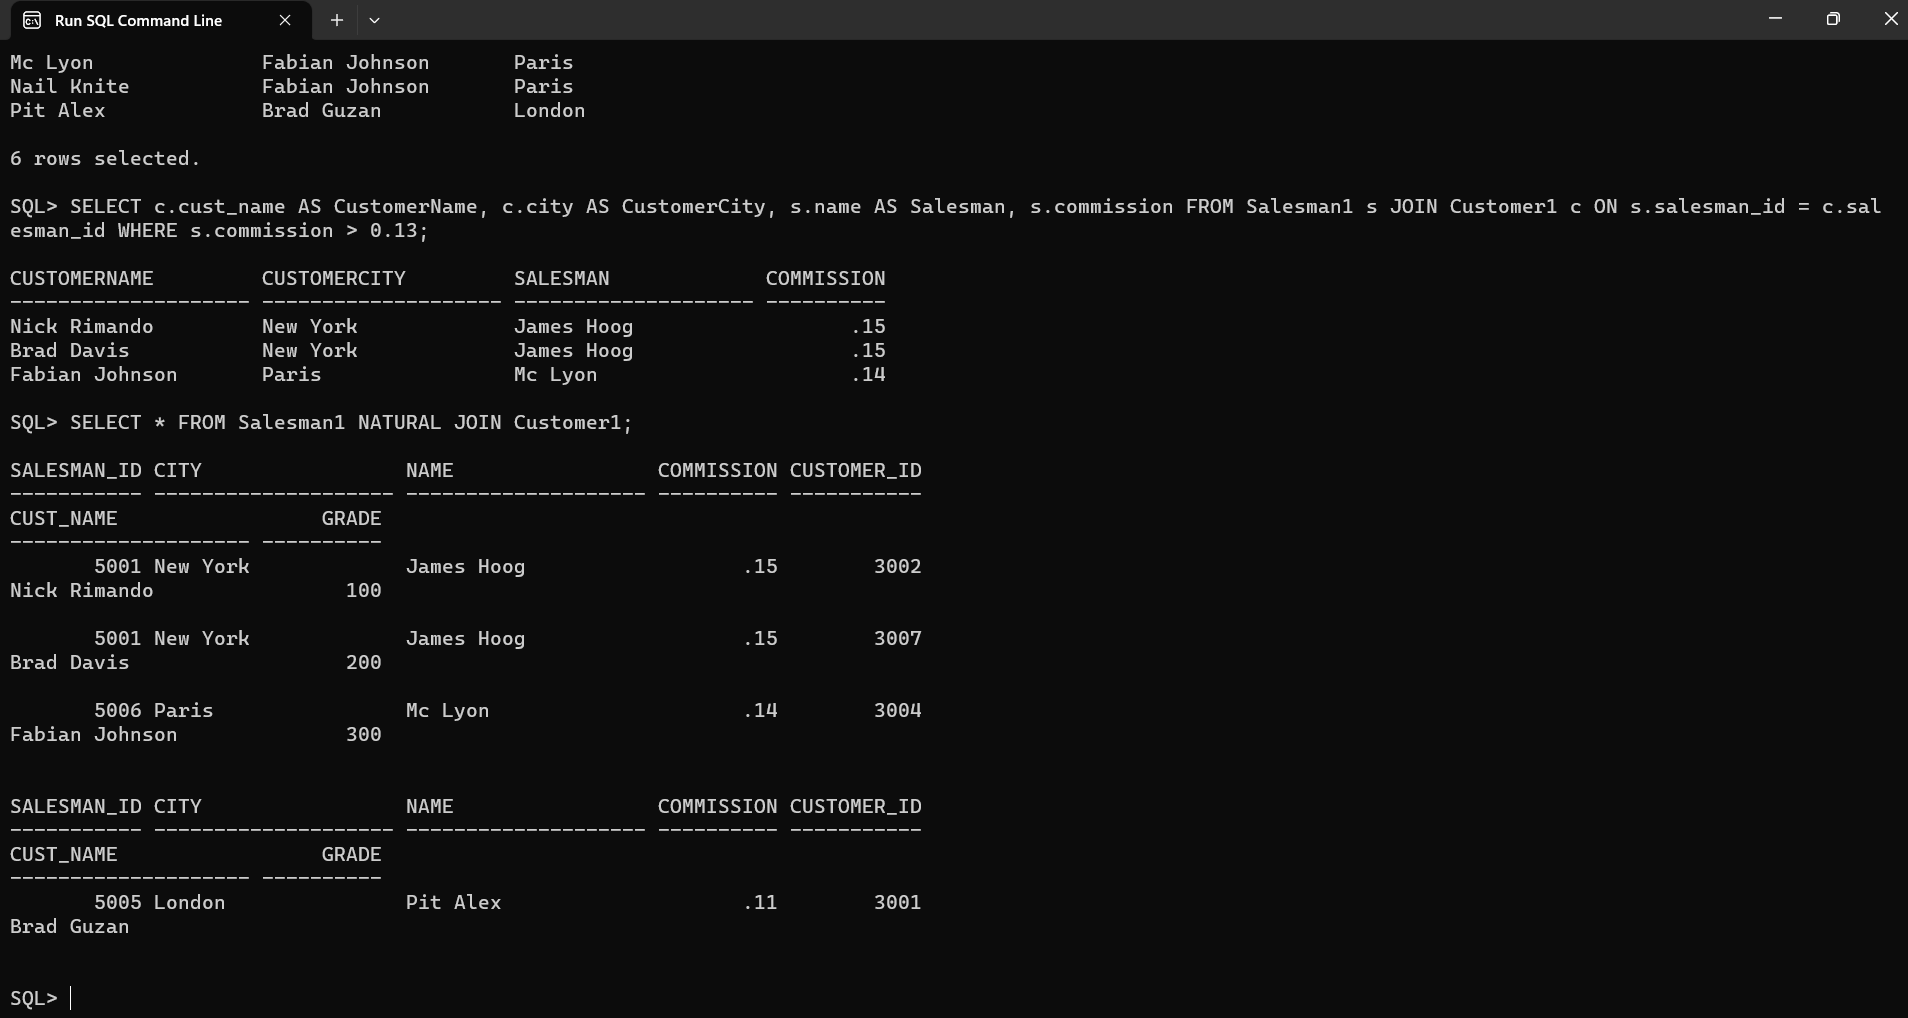 Run SQL Command Line
Mc Lyon              Fabian Johnson       Paris
Nail Knite           Fabian Johnson       Paris
Pit Alex             Brad Guzan           London
6 rows selected.
SQL> SELECT c.cust_name AS CustomerName, c.city AS CustomerCity, s.name AS Salesman, s.commission FROM Salesman1 s JOIN Customer1 c ON s.salesman_id = c.sal
esman_id WHERE s.commission > 0.13;
CUSTOMERNAME         CUSTOMERCITY         SALESMAN             COMMISSION
-------------------- -------------------- -------------------- ----------
Nick Rimando         New York             James Hoog                  .15
Brad Davis           New York             James Hoog                  .15
Fabian Johnson       Paris                Mc Lyon                     .14
SQL> SELECT * FROM Salesman1 NATURAL JOIN Customer1;
SALESMAN_ID CITY                 NAME                 COMMISSION CUSTOMER_ID
----------- -------------------- -------------------- ---------- -----------
CUST_NAME                 GRADE
-------------------- ----------
       5001 New York             James Hoog                  .15        3002
Nick Rimando                100
       5001 New York             James Hoog                  .15        3007
Brad Davis                  200
       5006 Paris                Mc Lyon                     .14        3004
Fabian Johnson              300
SALESMAN_ID CITY                 NAME                 COMMISSION CUSTOMER_ID
----------- -------------------- -------------------- ---------- -----------
CUST_NAME                 GRADE
-------------------- ----------
       5005 London               Pit Alex                    .11        3001
Brad Guzan
SQL>